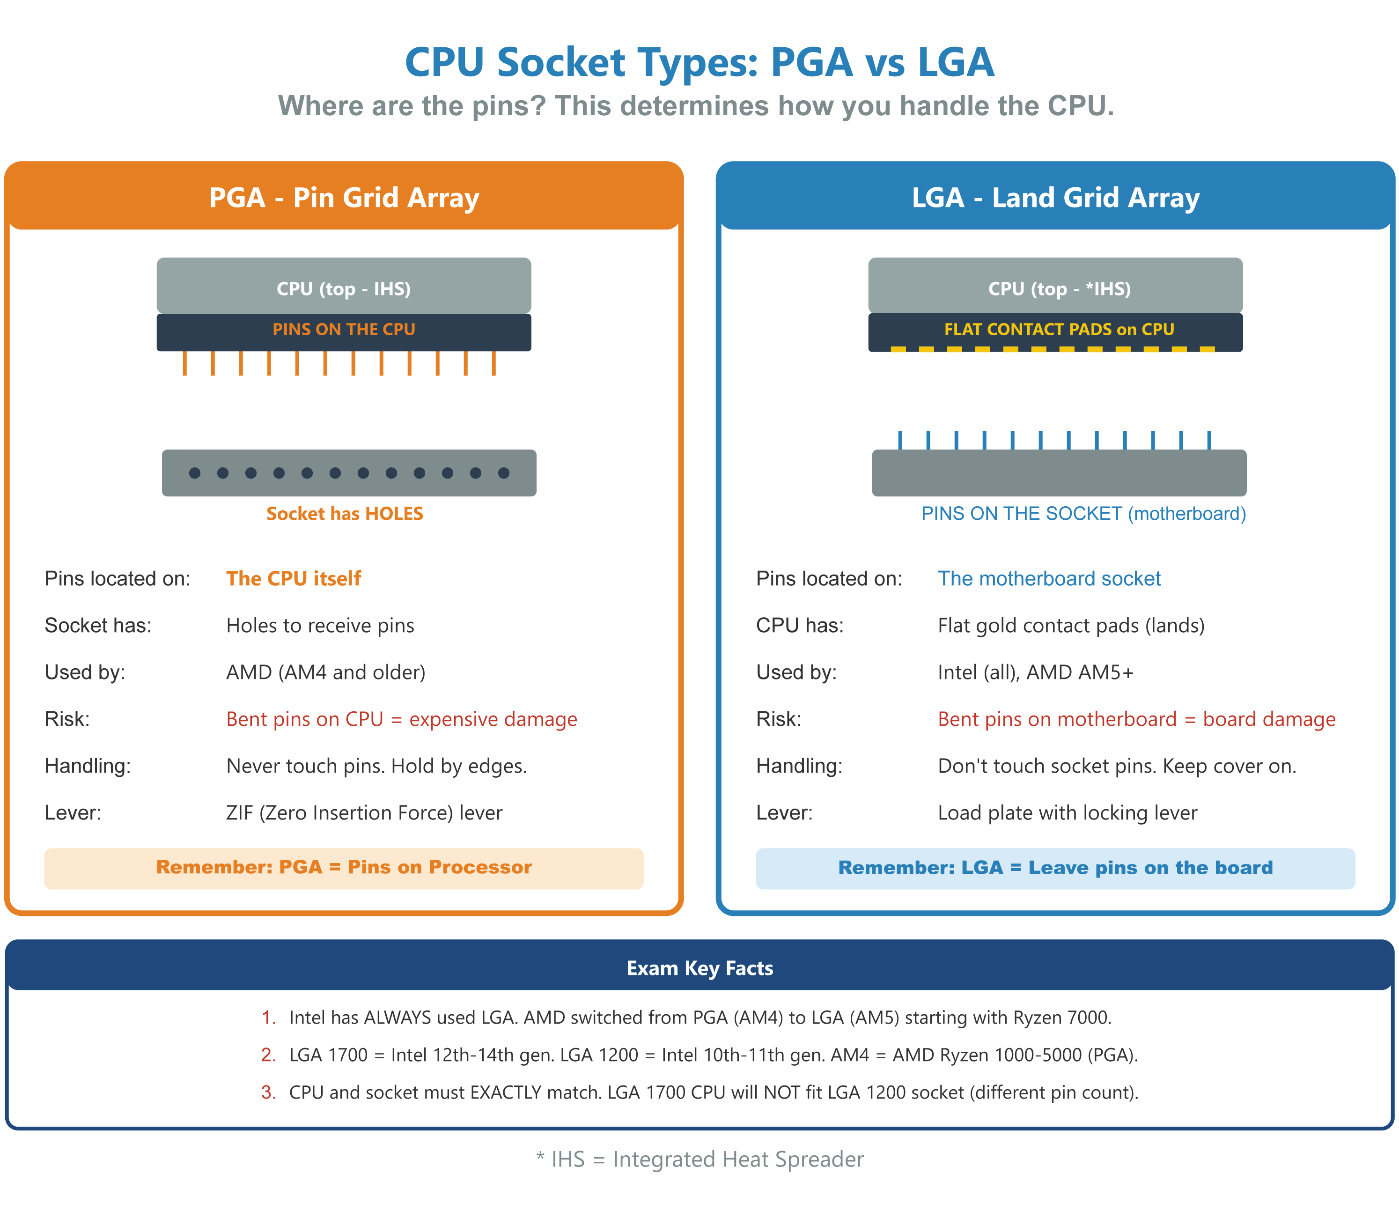 CPU Socket Types: PGA vs LGA
Where are the pins? This determines how you handle the CPU.
PGA - Pin Grid Array
CPU (top - IHS)
PINS ON THE CPU
Socket has HOLES
Pins located on: The CPU itself
Socket has: Holes to receive pins
Used by: AMD (AM4 and older)
Risk: Bent pins on CPU = expensive damage
Handling: Never touch pins. Hold by edges.
Lever: ZIF (Zero Insertion Force) lever
Remember: PGA = Pins on Processor
LGA - Land Grid Array
CPU (top - *IHS)
FLAT CONTACT PADS on CPU
PINS ON THE SOCKET (motherboard)
Pins located on: The motherboard socket
CPU has: Flat gold contact pads (lands)
Used by: Intel (all), AMD AM5+
Risk: Bent pins on motherboard = board damage
Handling: Don't touch socket pins. Keep cover on.
Lever: Load plate with locking lever
Remember: LGA = Leave pins on the board
Exam Key Facts
1. Intel has ALWAYS used LGA. AMD switched from PGA (AM4) to LGA (AM5) starting with Ryzen 7000.
2. LGA 1700 = Intel 12th-14th gen. LGA 1200 = Intel 10th-11th gen. AM4 = AMD Ryzen 1000-5000 (PGA).
3. CPU and socket must EXACTLY match. LGA 1700 CPU will NOT fit LGA 1200 socket (different pin count).
* IHS = Integrated Heat Spreader